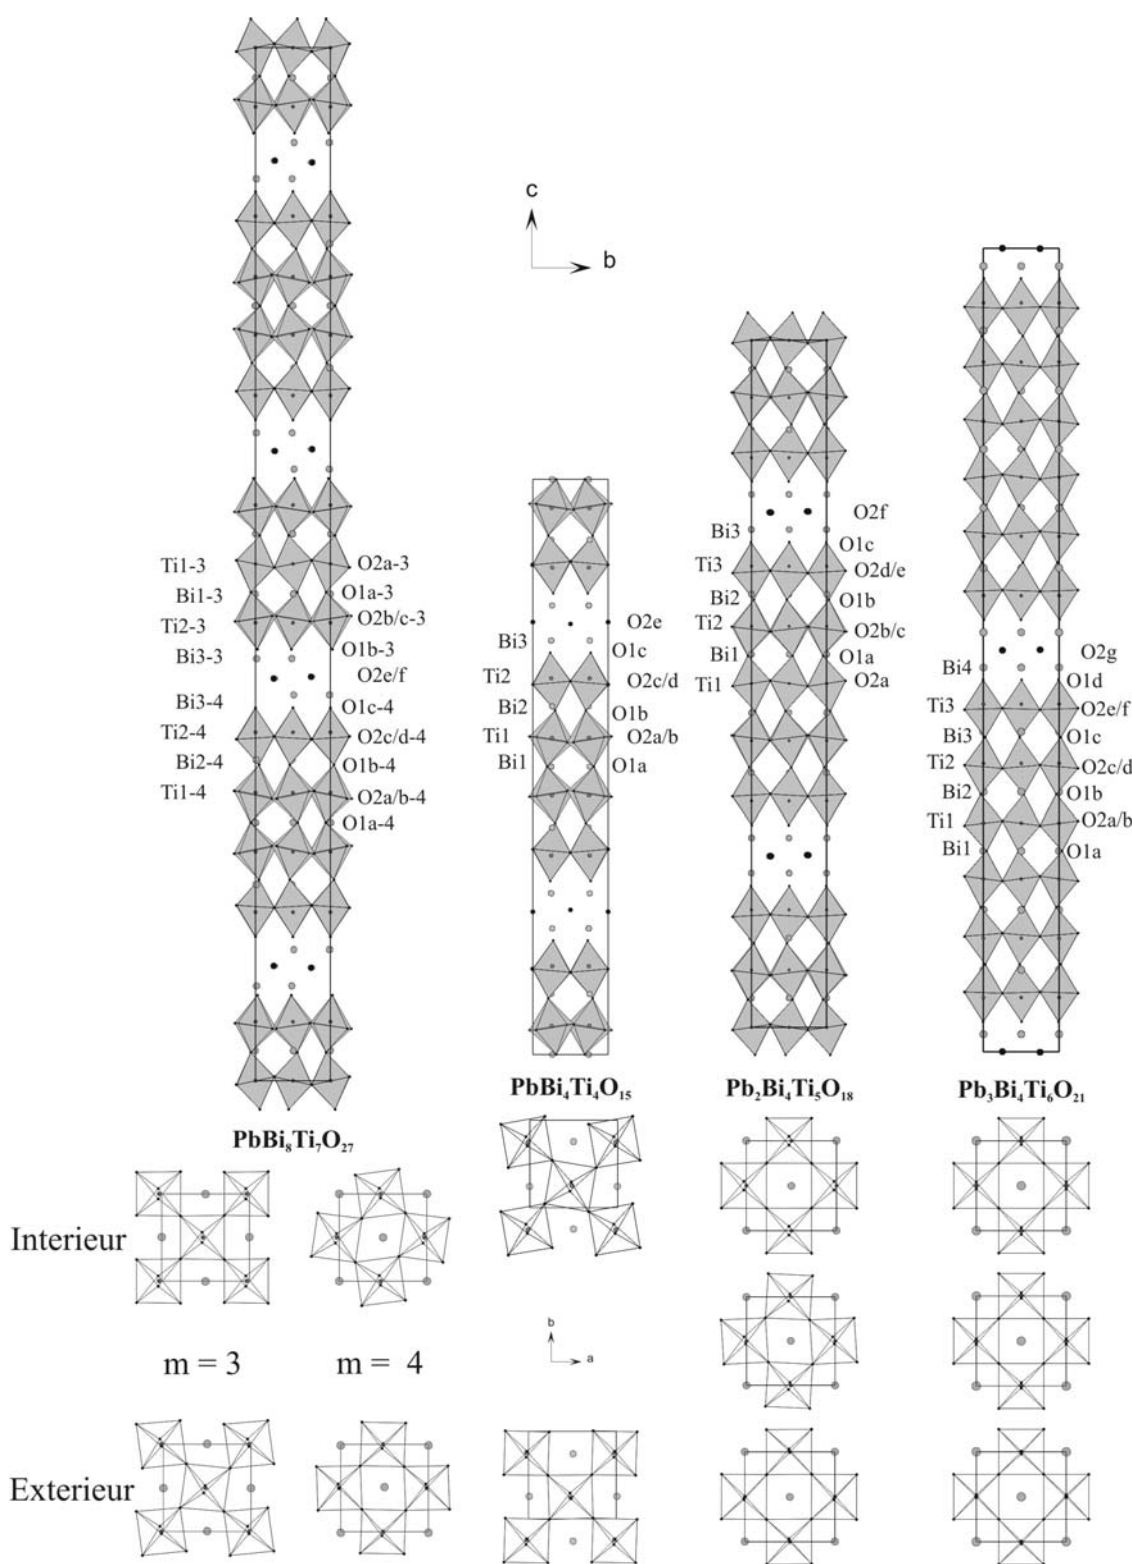 c
b
Ti1-3
Bi1-3
Ti2-3
Bi3-3
Bi3-4
Ti2-4
Bi2-4
Ti1-4
O2a-3
O1a-3
O2b/c-3
O1b-3
O2e/f
O1c-4
O2c/d-4
O1b-4
O2a/b-4
O1a-4
Bi3
Ti2
Bi2
Ti1
Bi1
O2e
O1c
O2c/d
O1b
O2a/b
O1a
Bi3
Ti3
Bi2
Ti2
Bi1
Ti1
O2f
O1c
O2d/e
O1b
O2b/c
O1a
O2a
Bi4
Ti3
Bi3
Ti2
Bi2
Ti1
Bi1
O2g
O1d
O2e/f
O1c
O2c/d
O1b
O2a/b
O1a
PbBi₈Ti₇O₂₇
PbBi₄Ti₄O₁₅
Pb₂Bi₄Ti₅O₁₈
Pb₃Bi₄Ti₆O₂₁
Interieur
m = 3
m = 4
b
a
Exterieur